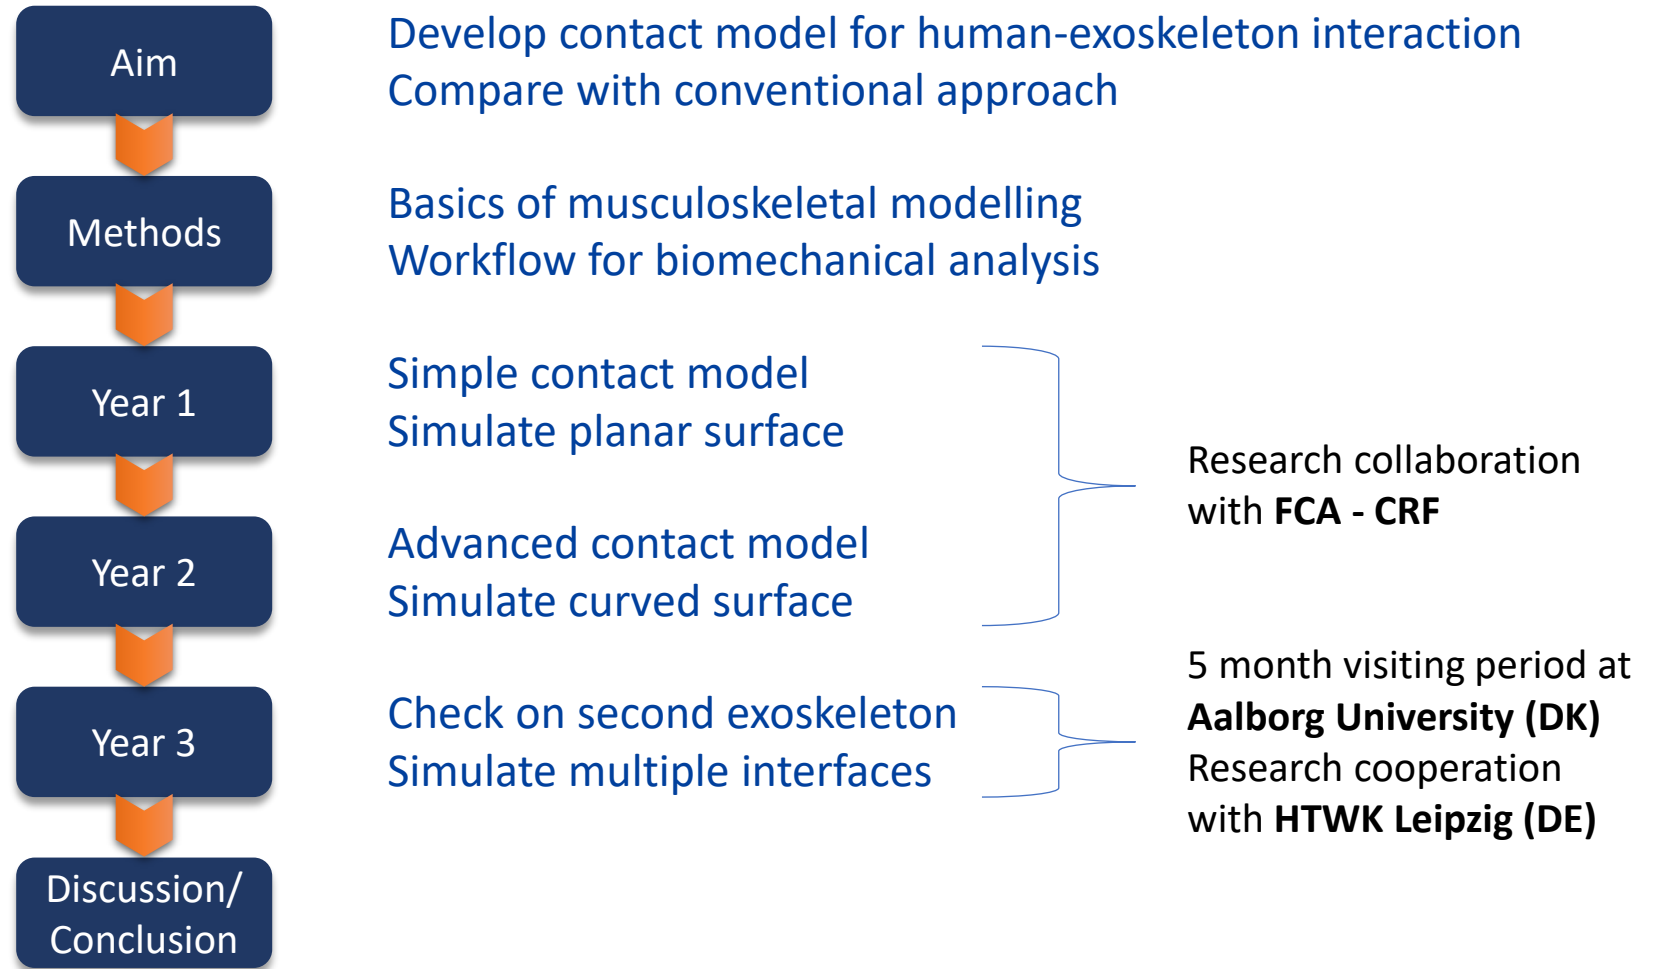 Aim
Develop contact model for human-exoskeleton interaction
Compare with conventional approach
Methods
Basics of musculoskeletal modelling
Workflow for biomechanical analysis
Year 1
Simple contact model
Simulate planar surface
Year 2
Advanced contact model
Simulate curved surface
Research collaboration
with FCA - CRF
Year 3
Check on second exoskeleton
Simulate multiple interfaces
5 month visiting period at
Aalborg University (DK)
Research cooperation
with HTWK Leipzig (DE)
Discussion/
Conclusion